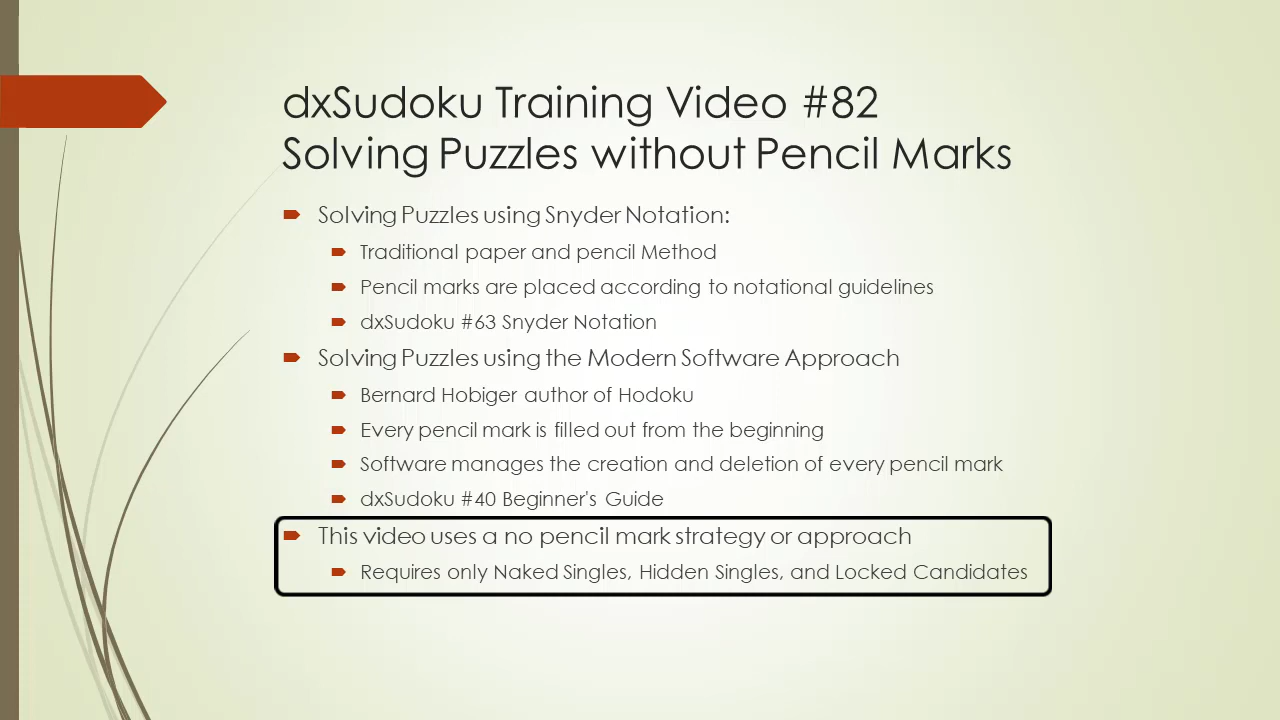 dxSudoku Training Video #82
Solving Puzzles without Pencil Marks
Solving Puzzles using Snyder Notation:
Traditional paper and pencil Method
Pencil marks are placed according to notational guidelines
dxSudoku #63 Snyder Notation
Solving Puzzles using the Modern Software Approach
Bernard Hobiger author of Hodoku
Every pencil mark is filled out from the beginning
Software manages the creation and deletion of every pencil mark
dxSudoku #40 Beginner's Guide
This video uses a no pencil mark strategy or approach
Requires only Naked Singles, Hidden Singles, and Locked Candidates